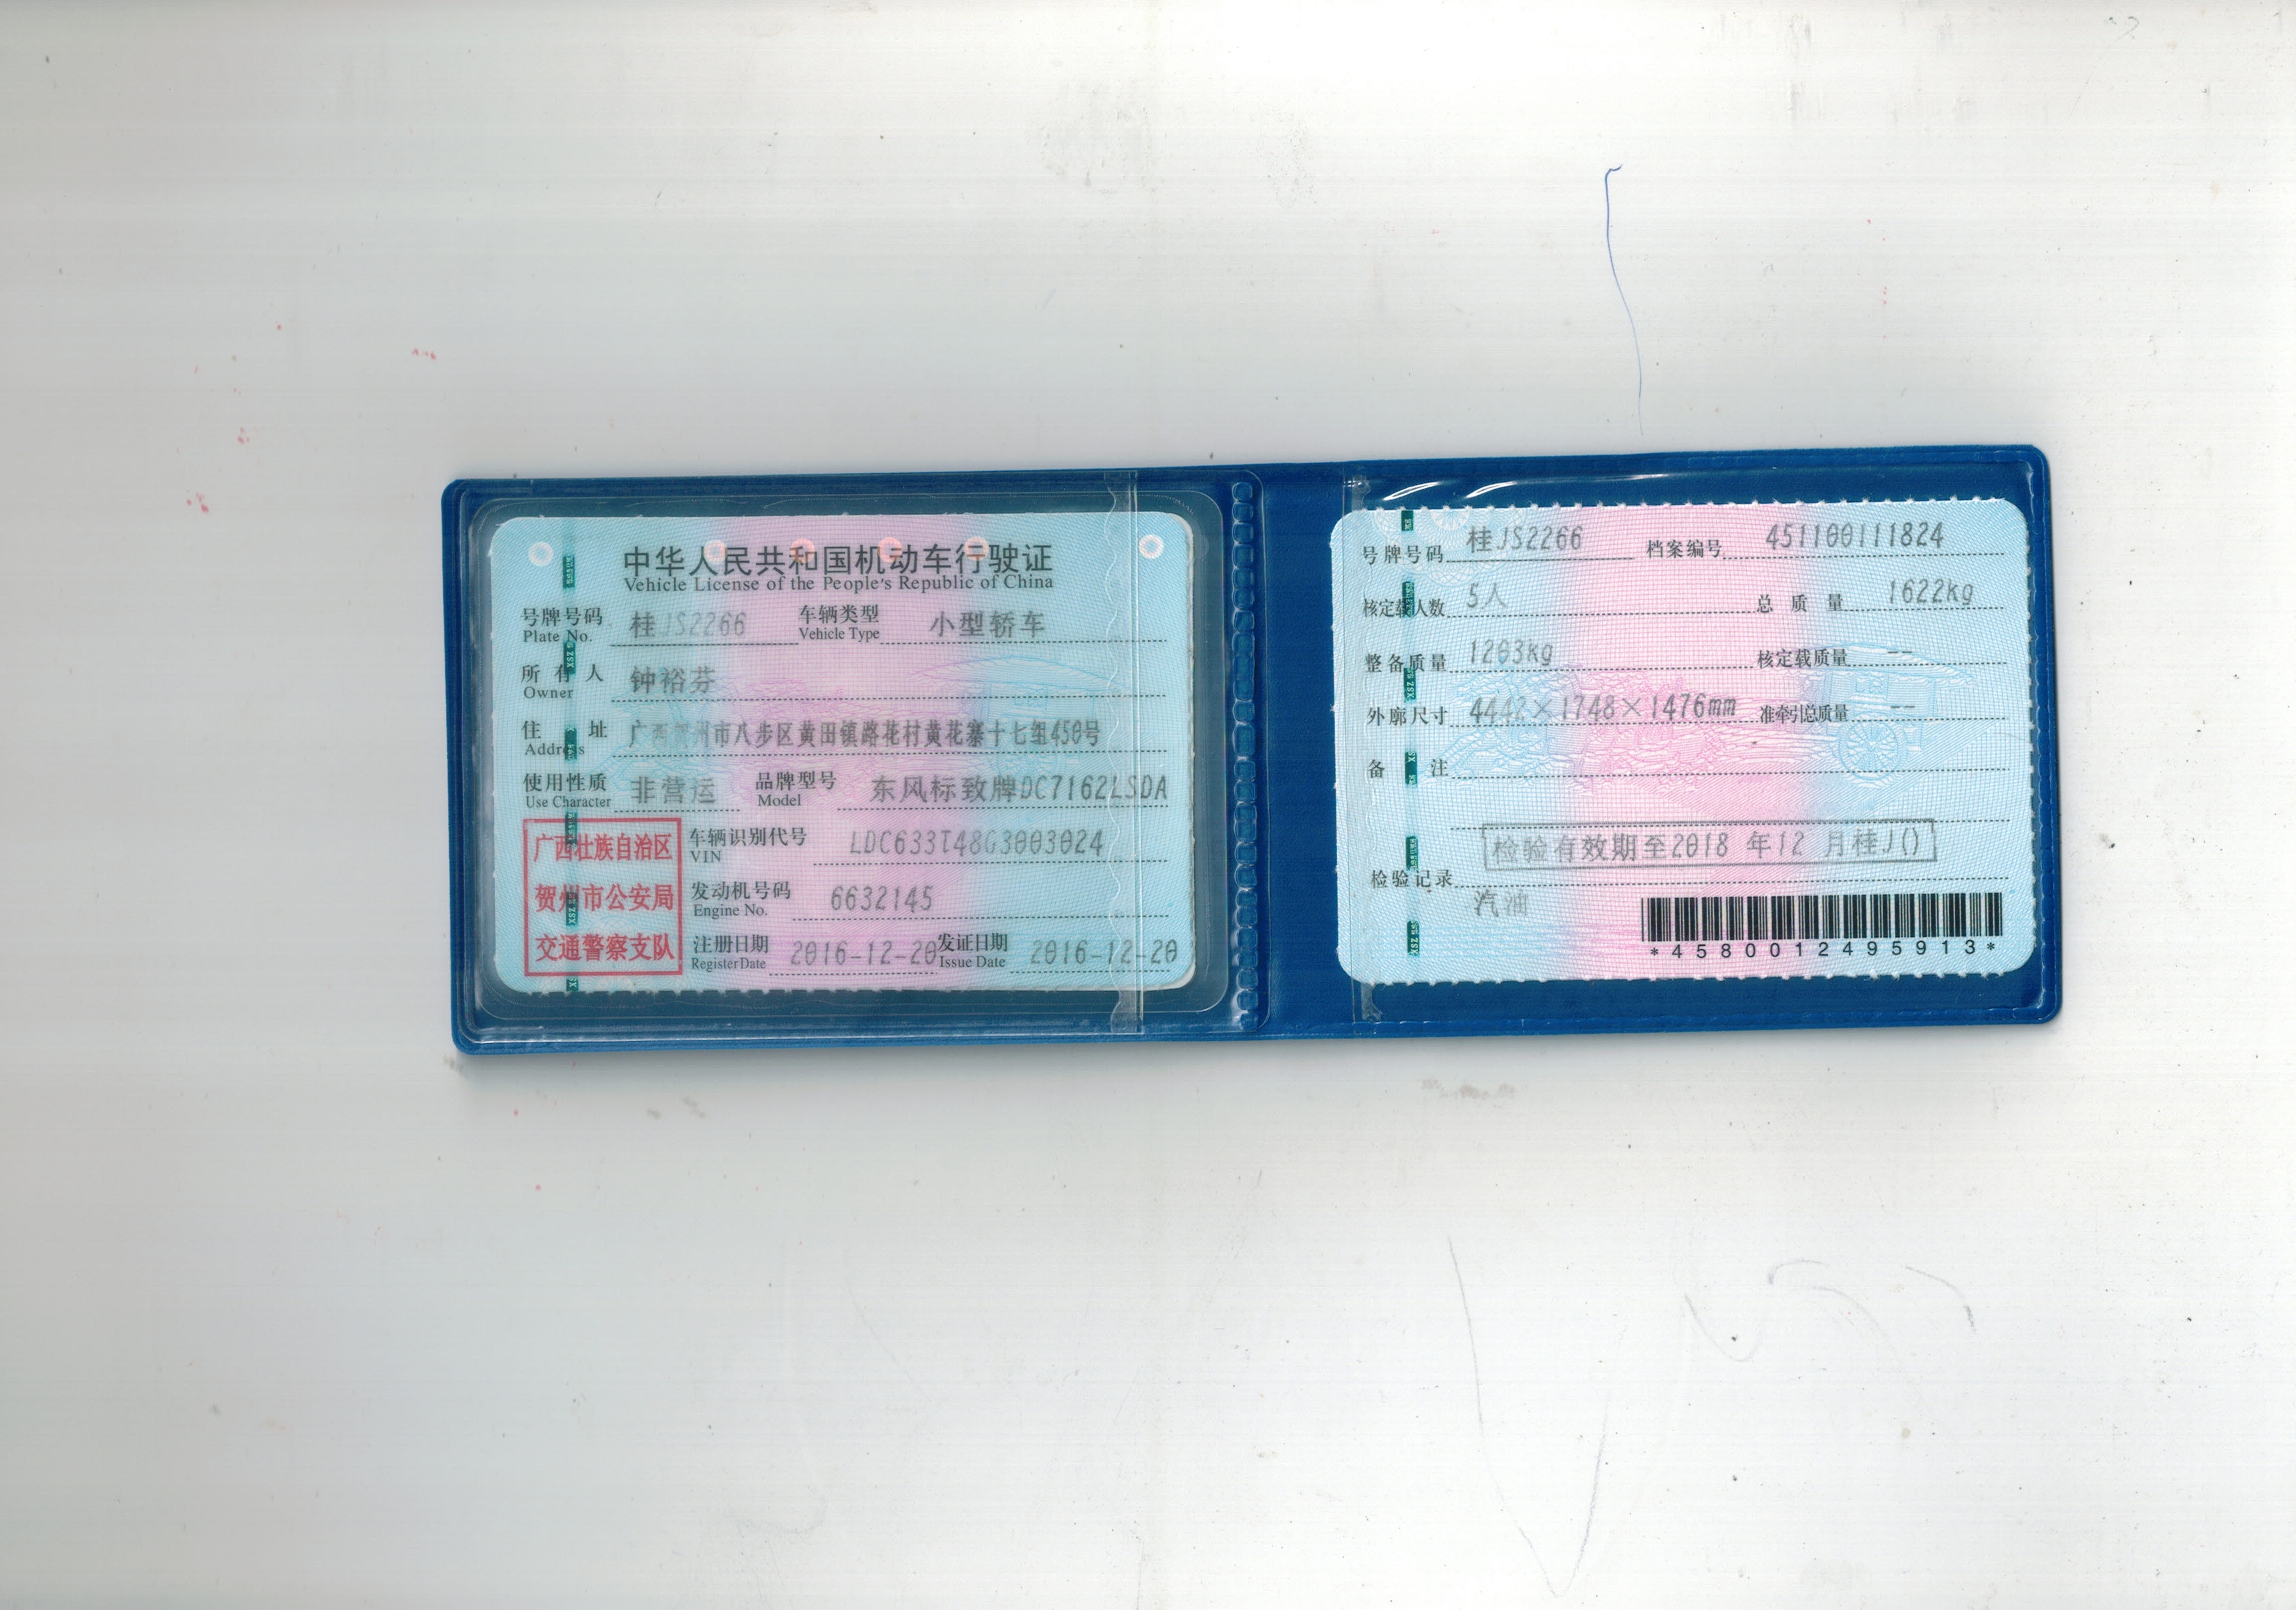 中华人民共和国机动车行驶证
Vehicle License of the People's Republic of China
号牌号码 桂JS2266 车辆类型 小型轿车
Plate No. Vehicle Type
所有人 钟裕芬
Owner
住址 广西贺州市八步区黄田镇路花村黄花寨十七组450号
Address
使用性质 非营运 品牌型号 东风标致牌DC7162LSDA
Use Character Model
广西壮族自治区
贺州市公安局
交通警察支队
车辆识别代号 LDC633T48G3003024
VIN
发动机号码 6632145
Engine No.
注册日期 2016-12-20 发证日期 2016-12-20
Register Date Issue Date
号牌号码 桂JS2266 档案编号 451100111824
核定载人数 5人 总质量 1622kg
整备质量 1203kg 核定载质量 --
外廓尺寸 4442×1748×1476mm 准牵引总质量 --
备注
检验有效期至2018 年12 月桂J()
检验记录
汽油
*4580012495913*